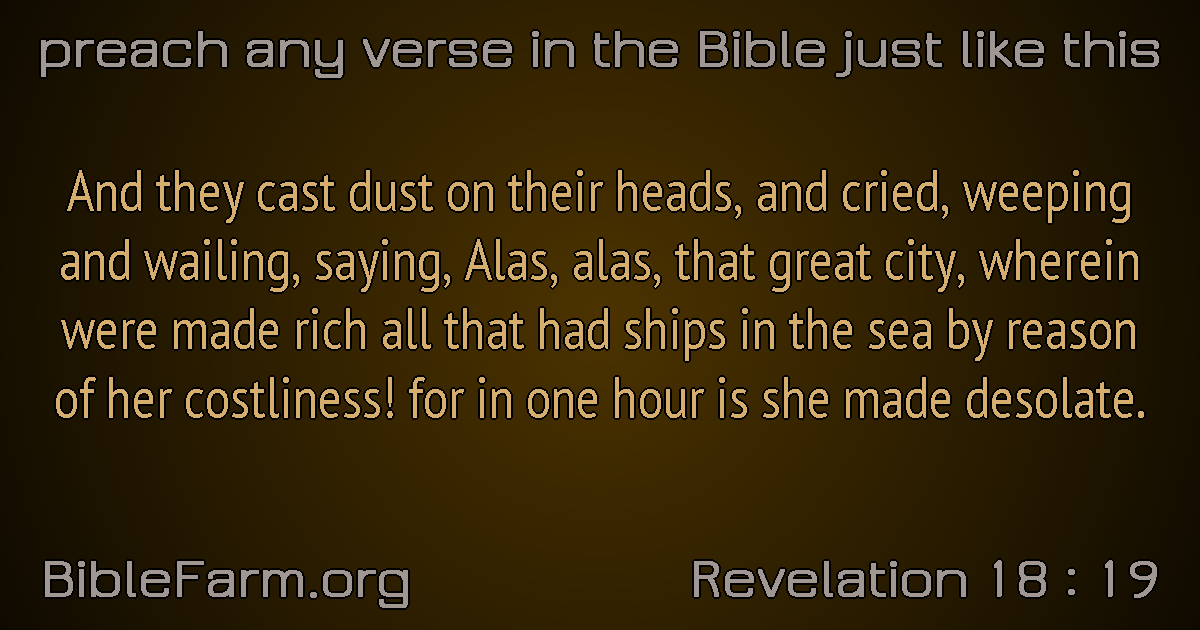 preach any verse in the Bible just like this
And they cast dust on their heads, and cried, weeping
and wailing, saying, Alas, alas, that great city, wherein
were made rich all that had ships in the sea by reason
of her costliness! for in one hour is she made desolate.
BibleFarm.org
Revelation 18 : 19